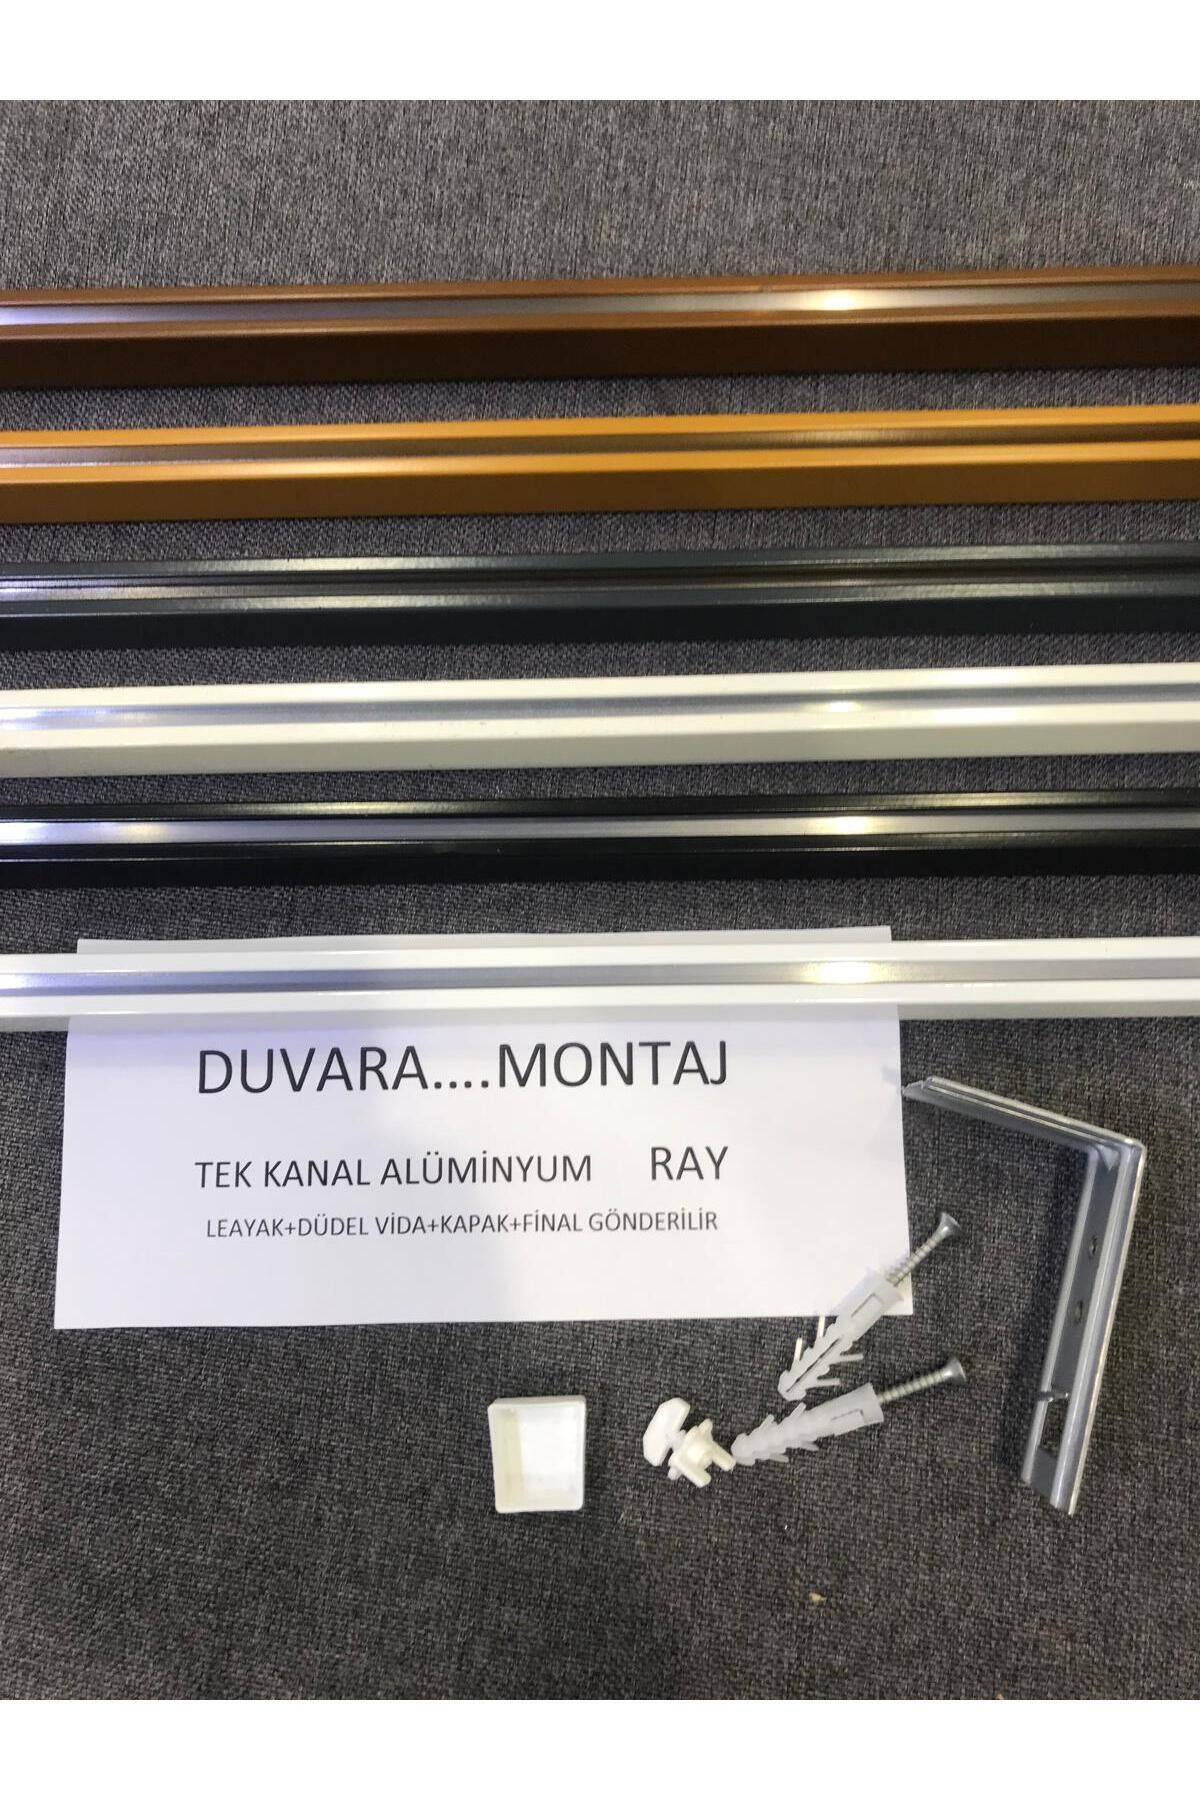 DUVARA....MONTAJ
TEK KANAL ALÜMİNYUM RAY
LEAYAK+DÜDEL VİDA+KAPAK+FİNAL GÖNDERİLİR